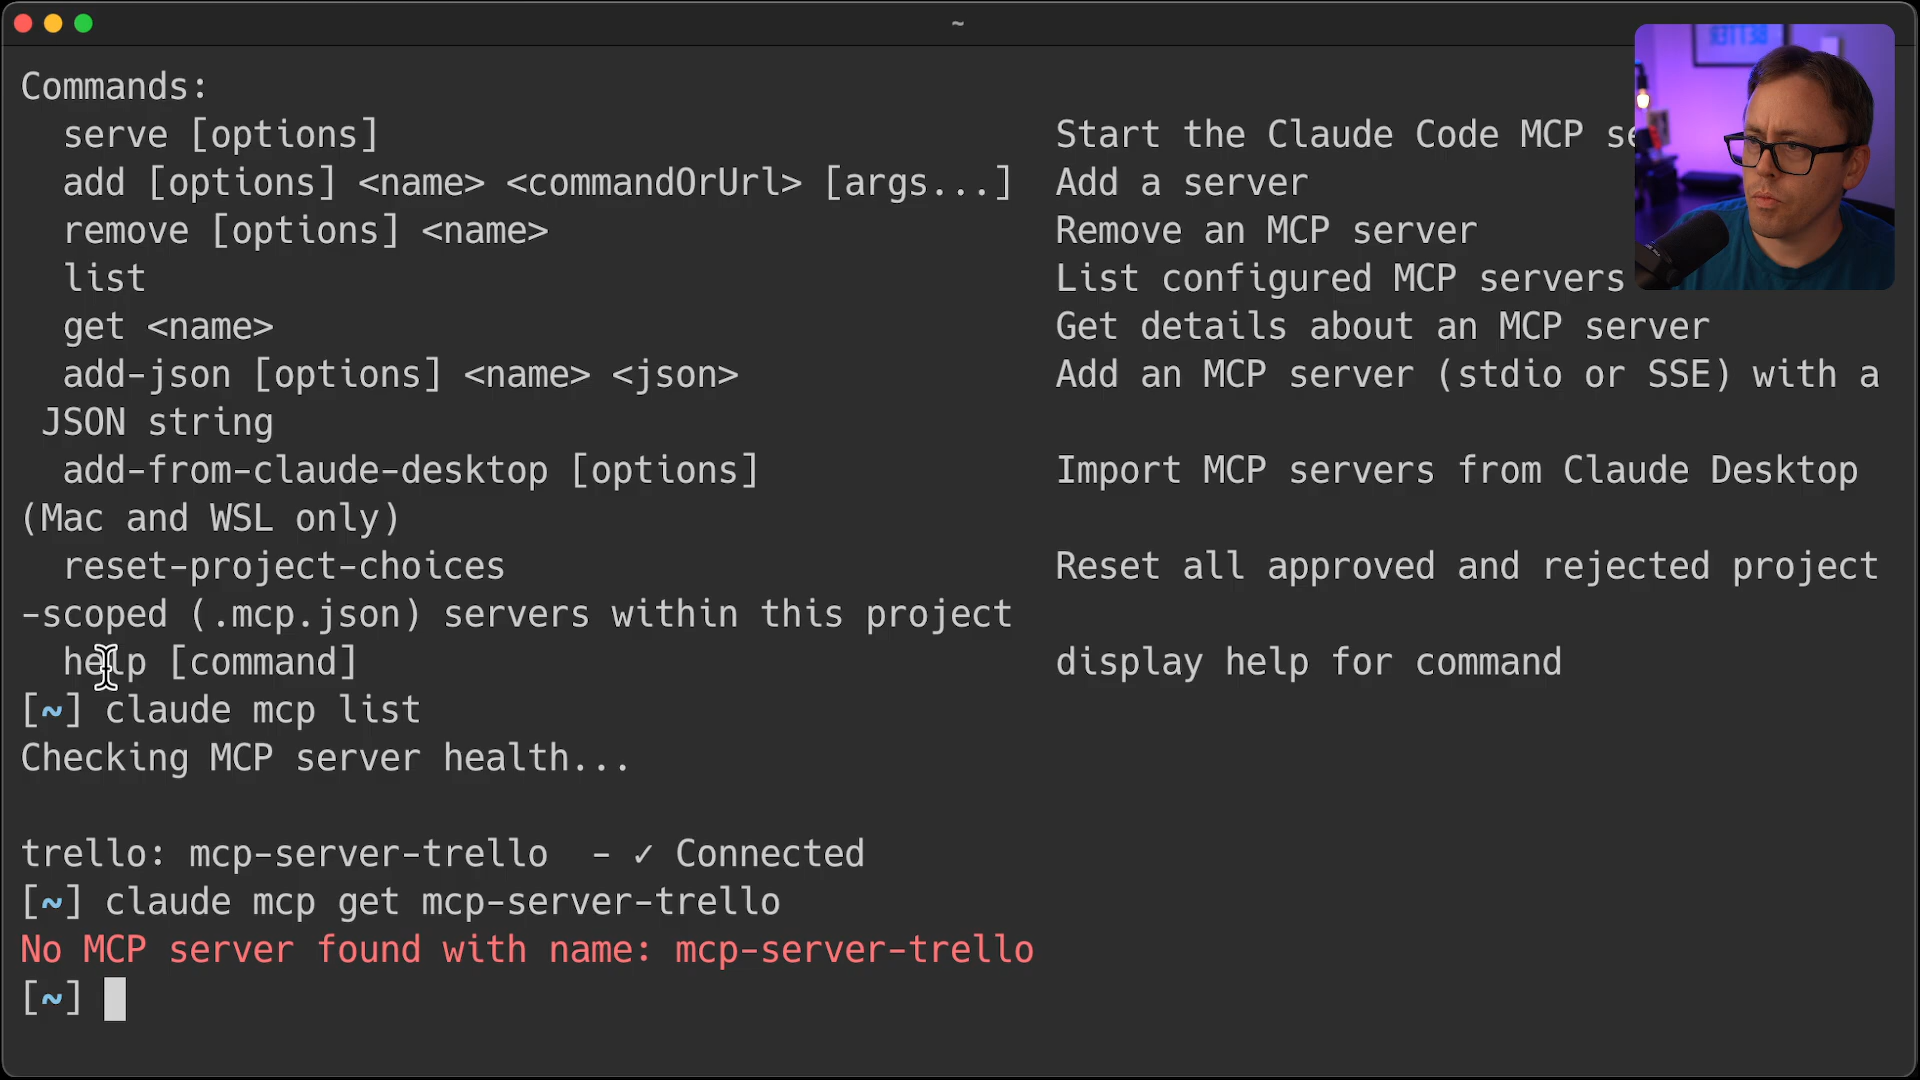 ~
Commands:
serve [options] Start the Claude Code MCP
add [options] <name> <commandOrUrl> [args...] Add a server
remove [options] <name> Remove an MCP server
list List configured MCP servers
get <name> Get details about an MCP server
add-json [options] <name> <json> Add an MCP server (stdio or SSE) with a
JSON string
add-from-claude-desktop [options] Import MCP servers from Claude Desktop
(Mac and WSL only)
reset-project-choices Reset all approved and rejected project
-scoped (.mcp.json) servers within this project
help [command] display help for command
[~] claude mcp list
Checking MCP server health...
trello: mcp-server-trello  - ✓ Connected
[~] claude mcp get mcp-server-trello
No MCP server found with name: mcp-server-trello
[~]